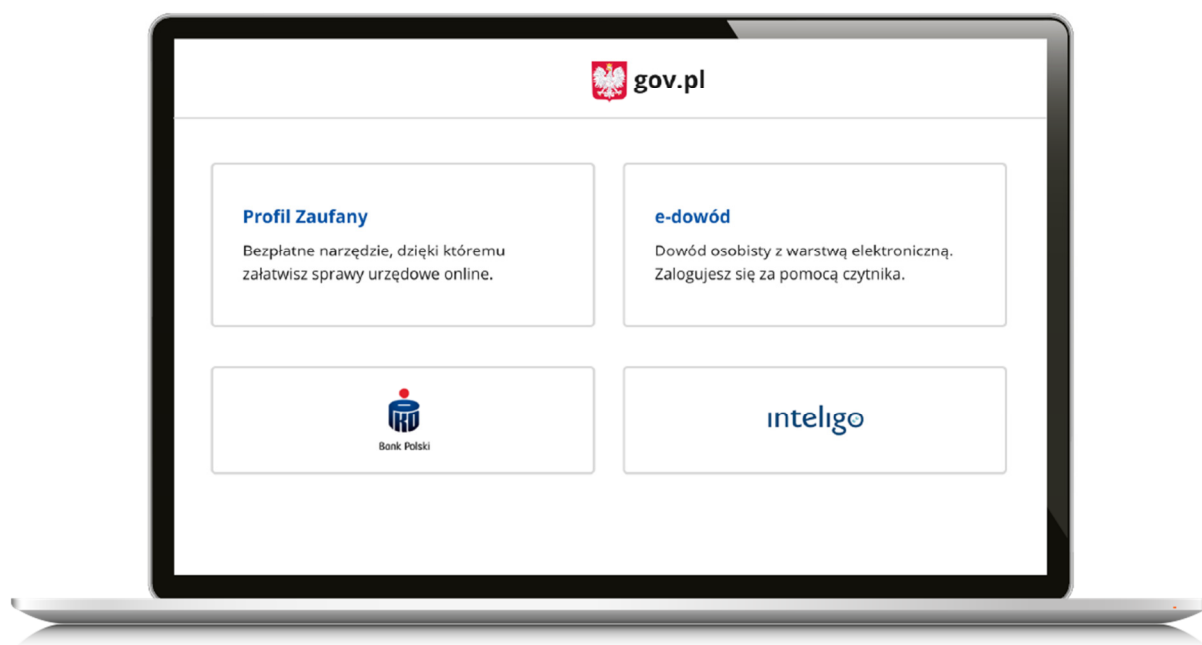 gov.pl
Profil Zaufany
Bezpłatne narzędzie, dzięki któremu
załatwisz sprawy urzędowe online.
e-dowód
Dowód osobisty z warstwą elektroniczną.
Zalogujesz się za pomocą czytnika.
PKO
Bank Polski
inteligo